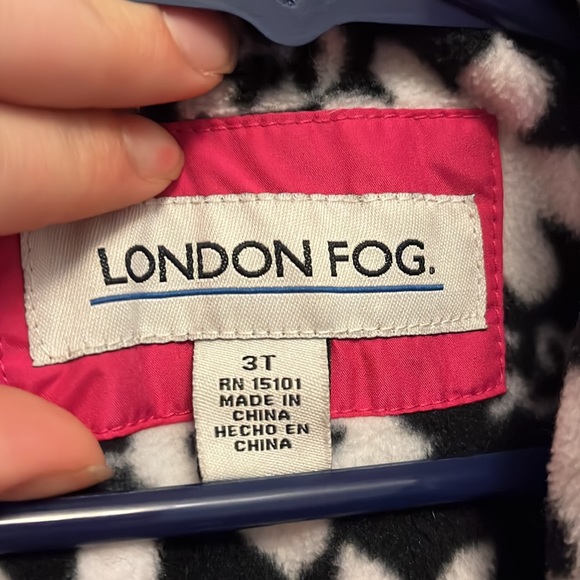 LONDON FOG.
3T
RN 15101
MADE IN
CHINA
HECHO EN
CHINA